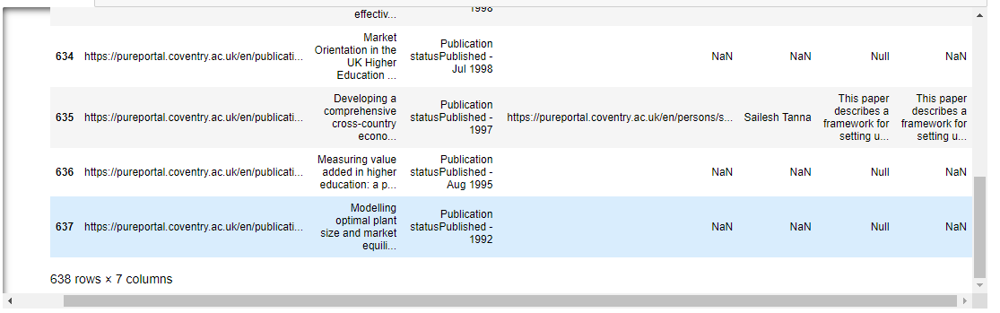 effectiv...
1998
634 https://pureportal.coventry.ac.uk/en/publicati... Market Orientation in the UK Higher Education ... Publication statusPublished - Jul 1998 NaN NaN Null NaN
635 https://pureportal.coventry.ac.uk/en/publicati... Developing a comprehensive cross-country econo... Publication statusPublished - 1997 https://pureportal.coventry.ac.uk/en/persons/s... Sailesh Tanna This paper describes a framework for setting u... This paper describes a framework for setting u...
636 https://pureportal.coventry.ac.uk/en/publicati... Measuring value added in higher education: a p... Publication statusPublished - Aug 1995 NaN NaN Null NaN
637 https://pureportal.coventry.ac.uk/en/publicati... Modelling optimal plant size and market equili... Publication statusPublished - 1992 NaN NaN Null NaN
638 rows × 7 columns